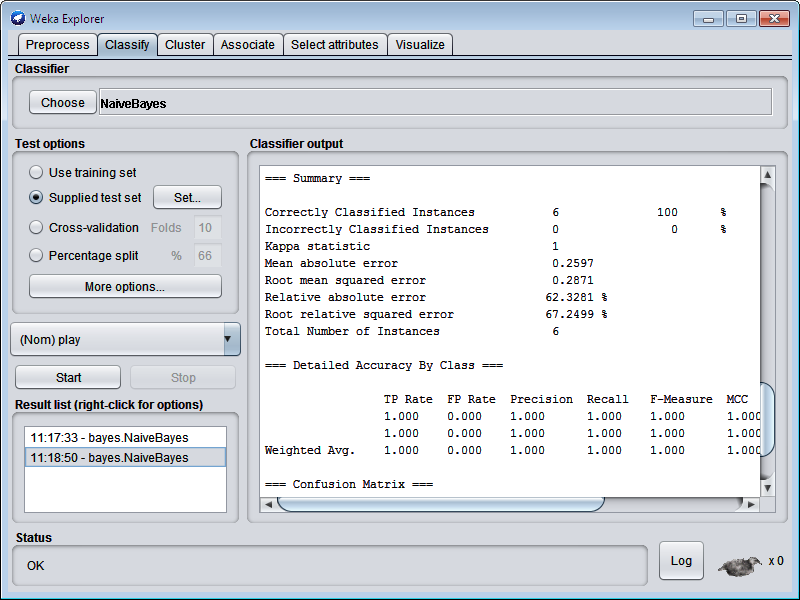 Weka Explorer
Preprocess Classify Cluster Associate Select attributes Visualize
Classifier
Choose NaiveBayes
Test options
Use training set
Supplied test set Set...
Cross-validation Folds 10
Percentage split % 66
More options...
(Nom) play
Start Stop
Result list (right-click for options)
11:17:33 - bayes.NaiveBayes
11:18:50 - bayes.NaiveBayes
Classifier output
=== Summary ===
Correctly Classified Instances 6 100 %
Incorrectly Classified Instances 0 0 %
Kappa statistic 1
Mean absolute error 0.2597
Root mean squared error 0.2871
Relative absolute error 62.3281 %
Root relative squared error 67.2499 %
Total Number of Instances 6
=== Detailed Accuracy By Class ===
TP Rate FP Rate Precision Recall F-Measure MCC
1.000 0.000 1.000 1.000 1.000 1.000
1.000 0.000 1.000 1.000 1.000 1.000
Weighted Avg. 1.000 0.000 1.000 1.000 1.000 1.000
=== Confusion Matrix ===
Status
OK
Log
x 0